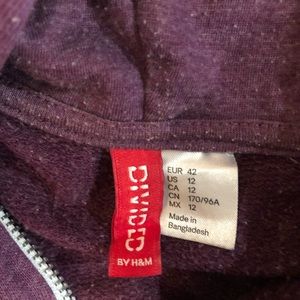 DIVIDED
BY H&M
EUR 42
US 12
CA 12
CN 170/96A
MX 12
Made in
Bangladesh